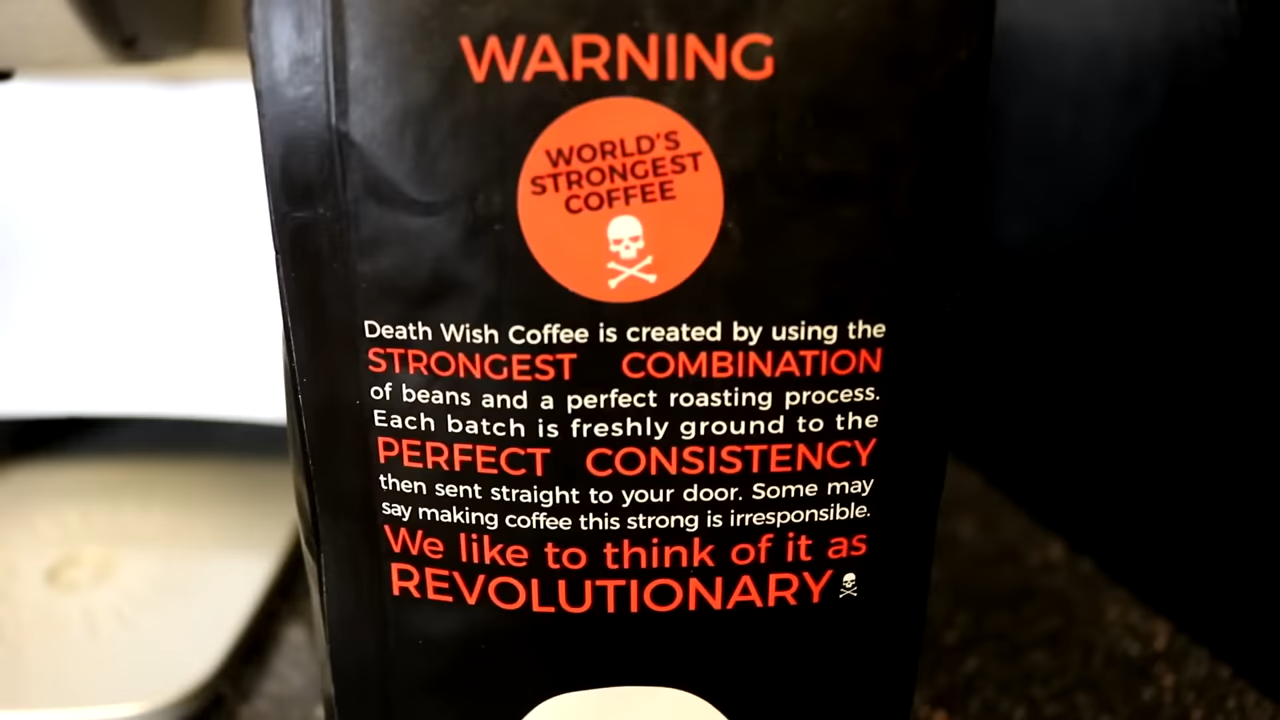 WARNING
WORLD'S
STRONGEST
COFFEE
Death Wish Coffee is created by using the
STRONGEST COMBINATION
of beans and a perfect roasting process.
Each batch is freshly ground to the
PERFECT CONSISTENCY
then sent straight to your door. Some may
say making coffee this strong is irresponsible.
We like to think of it as
REVOLUTIONARY